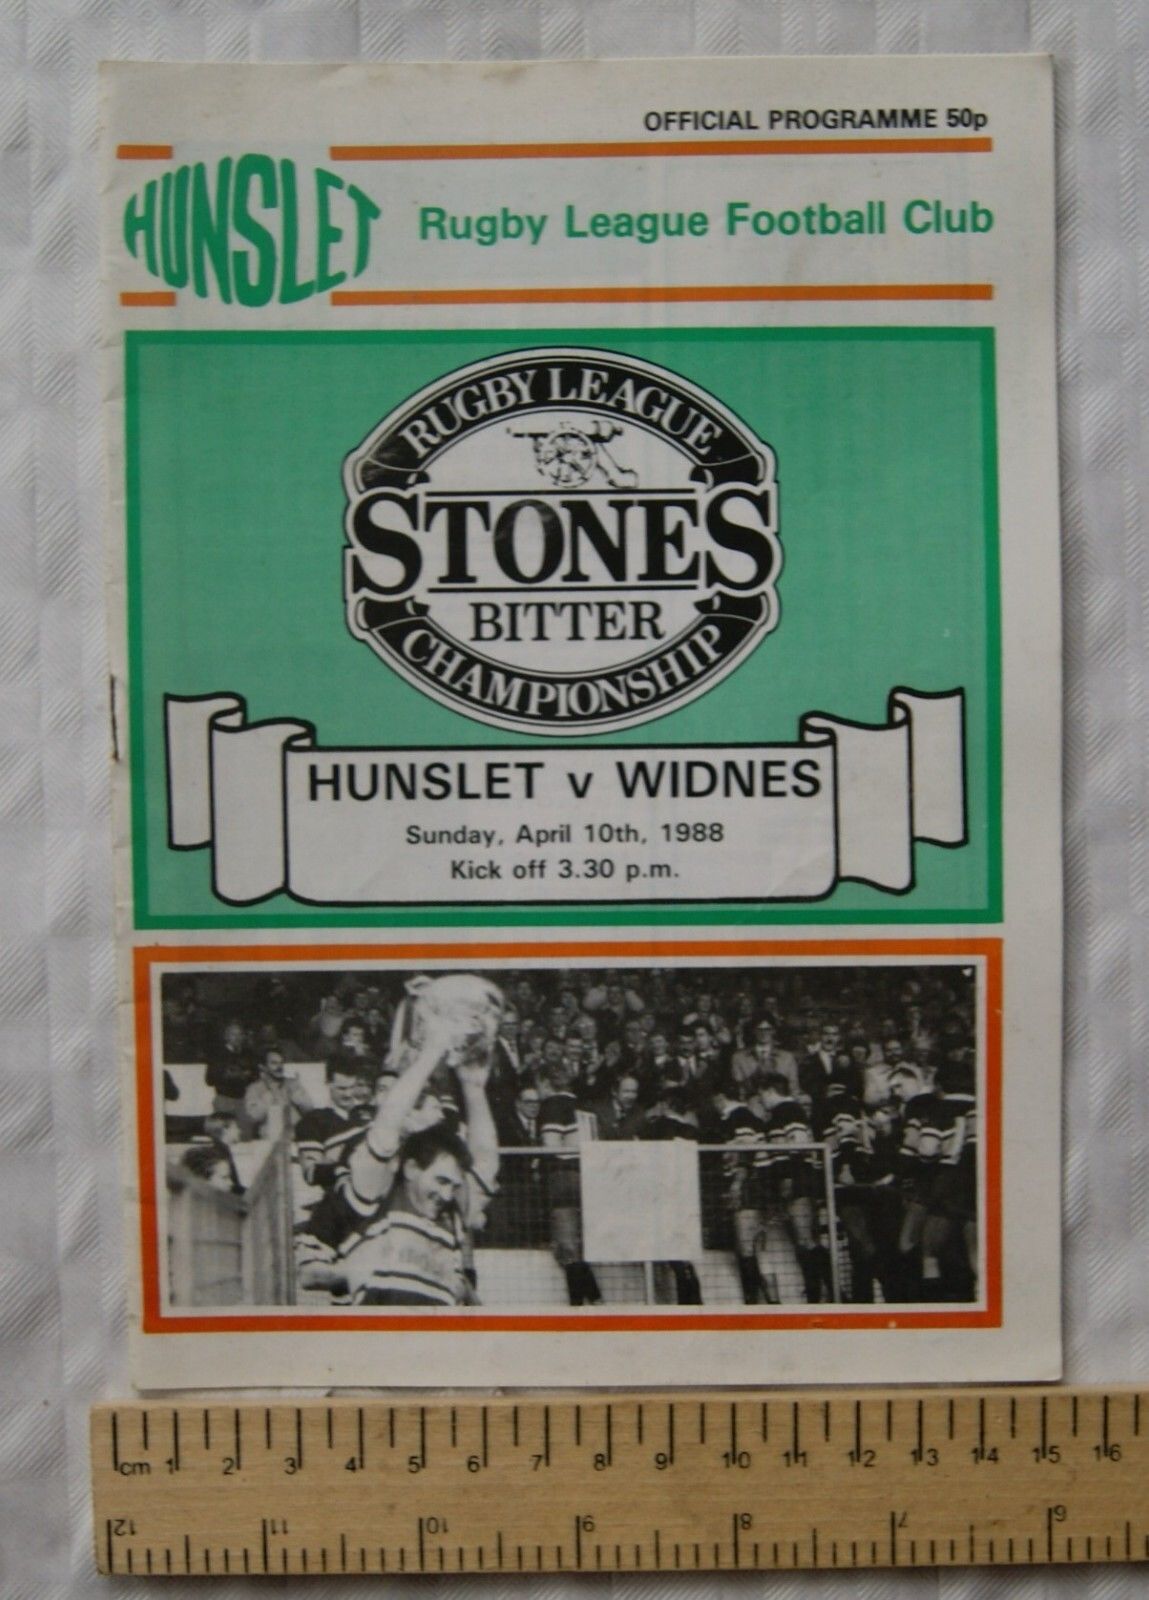 OFFICIAL PROGRAMME 50p
HUNSLET
Rugby League Football Club
RUGBY LEAGUE
STONES
BITTER
CHAMPIONSHIP
HUNSLET v WIDNES
Sunday, April 10th, 1988
Kick off 3.30 p.m.
cm 1 2 3 4 5 6 7 8 9 10 11 12 13 14 15 16
12 11 10 9 8 7 6